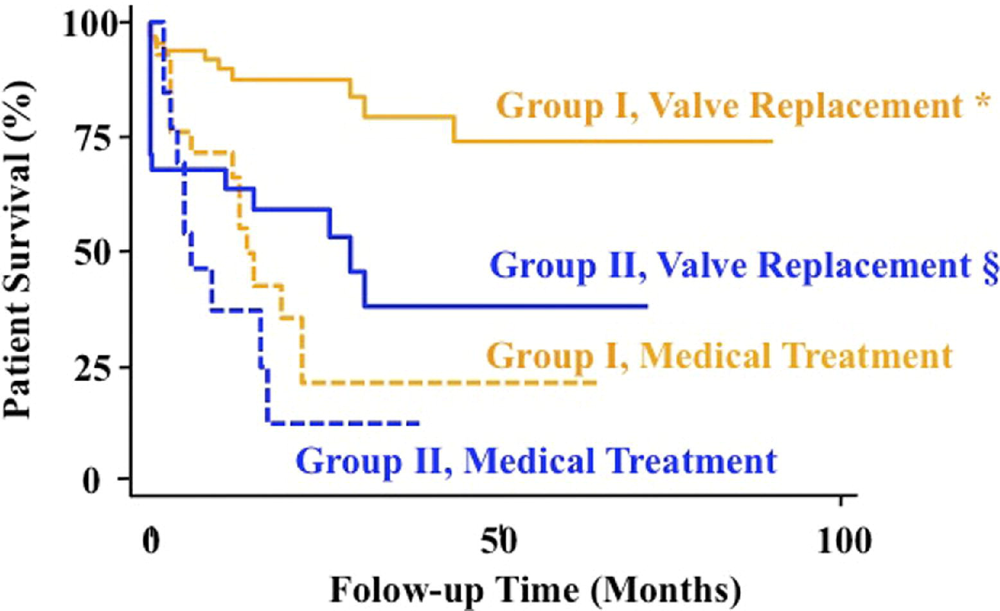 Patient Survival (%)
100
75
50
25
0
Group I, Valve Replacement *
Group II, Valve Replacement §
Group I, Medical Treatment
Group II, Medical Treatment
0 50 100
Folow-up Time (Months)